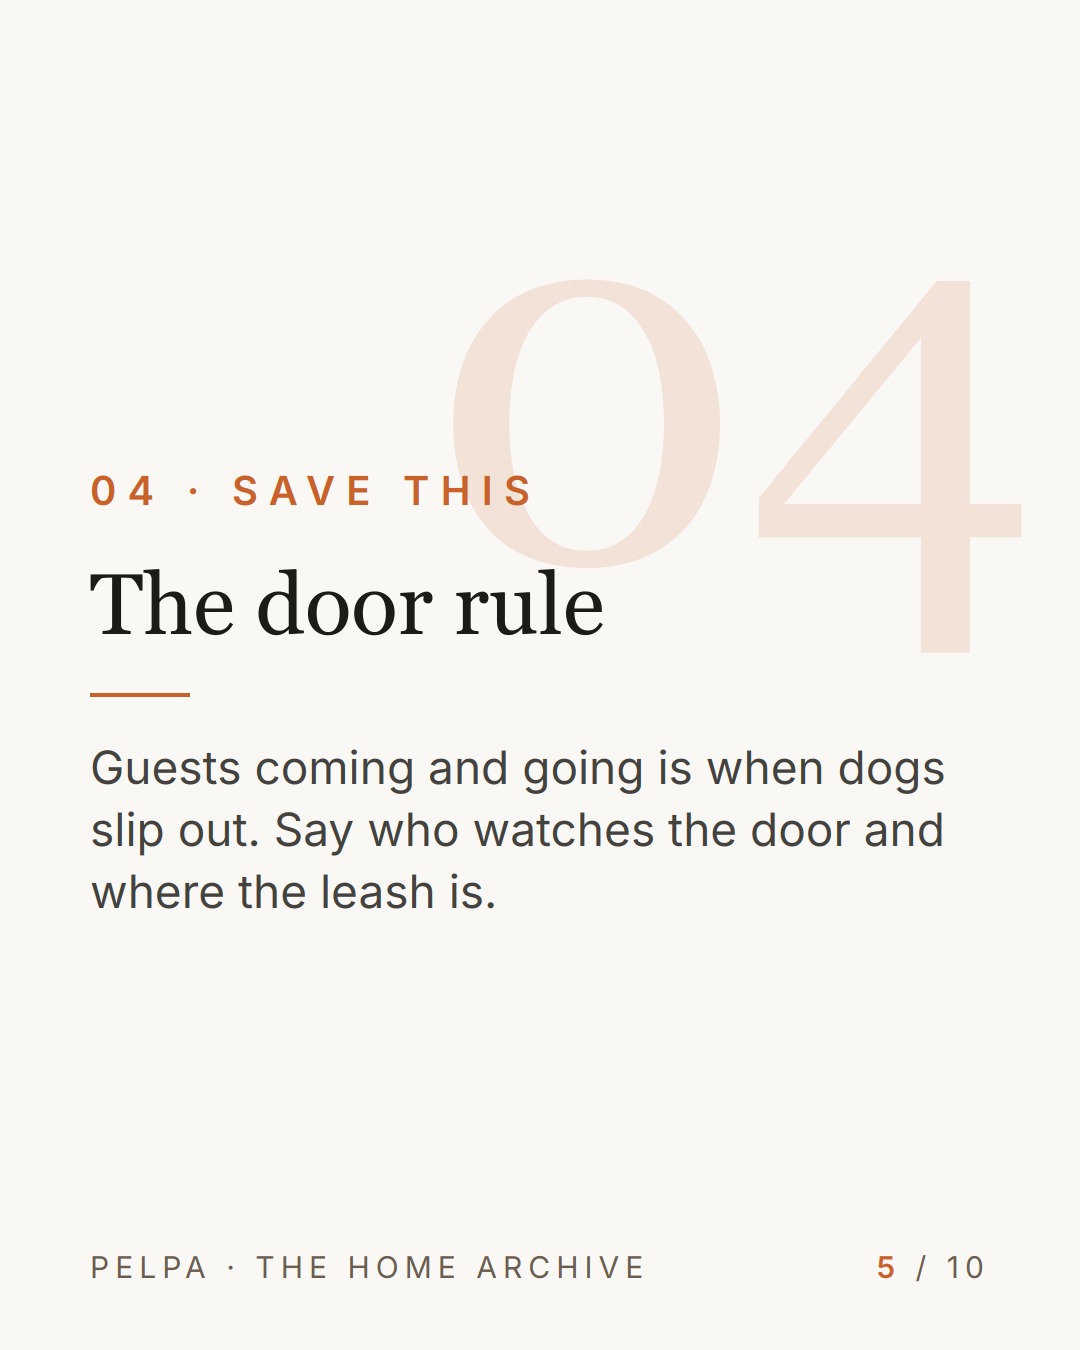 04
04 · SAVE THIS
The door rule
Guests coming and going is when dogs
slip out. Say who watches the door and
where the leash is.
PELPA · THE HOME ARCHIVE
5 / 10